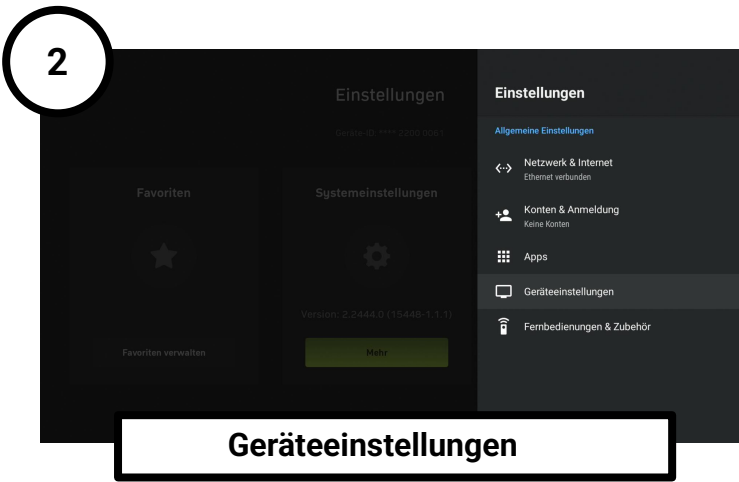 2
Einstellungen
Geräte-ID: **** 2200 0061
Favoriten
Systemeinstellungen
Version: 2.2444.0 (15448-1.1.1)
Favoriten verwalten
Mehr
Einstellungen
Allgemeine Einstellungen
Netzwerk & Internet
Ethernet verbunden
Konten & Anmeldung
Keine Konten
Apps
Geräteeinstellungen
Fernbedienungen & Zubehör
Geräteeinstellungen